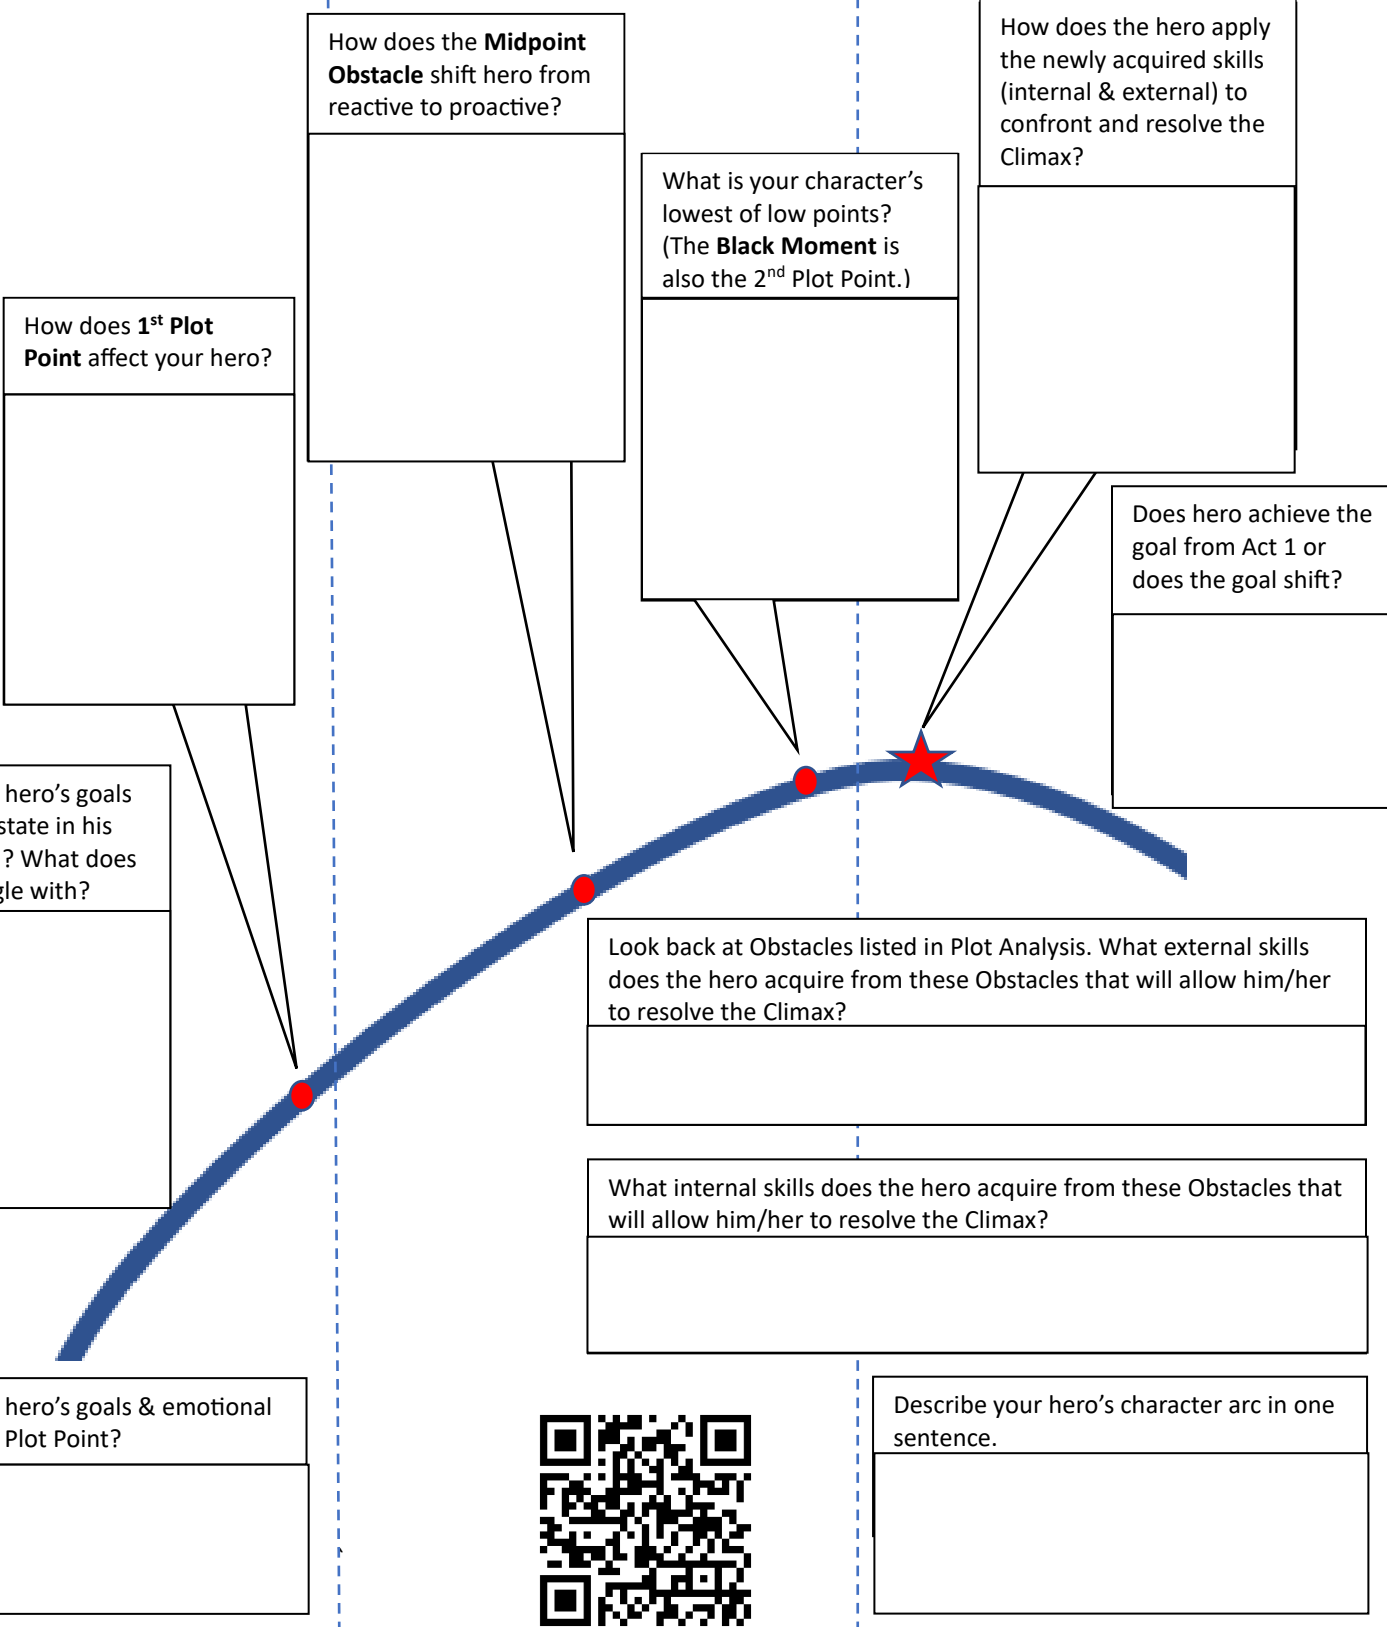 How does the Midpoint
Obstacle shift hero from
reactive to proactive?
How does the hero apply
the newly acquired skills
(internal & external) to
confront and resolve the
Climax?
What is your character’s
lowest of low points?
(The Black Moment is
also the 2nd Plot Point.)
How does 1st Plot
Point affect your hero?
Does hero achieve the
goal from Act 1 or
does the goal shift?
hero’s goals
state in his
? What does
gle with?
Look back at Obstacles listed in Plot Analysis. What external skills
does the hero acquire from these Obstacles that will allow him/her
to resolve the Climax?
What internal skills does the hero acquire from these Obstacles that
will allow him/her to resolve the Climax?
hero’s goals & emotional
Plot Point?
Describe your hero’s character arc in one
sentence.